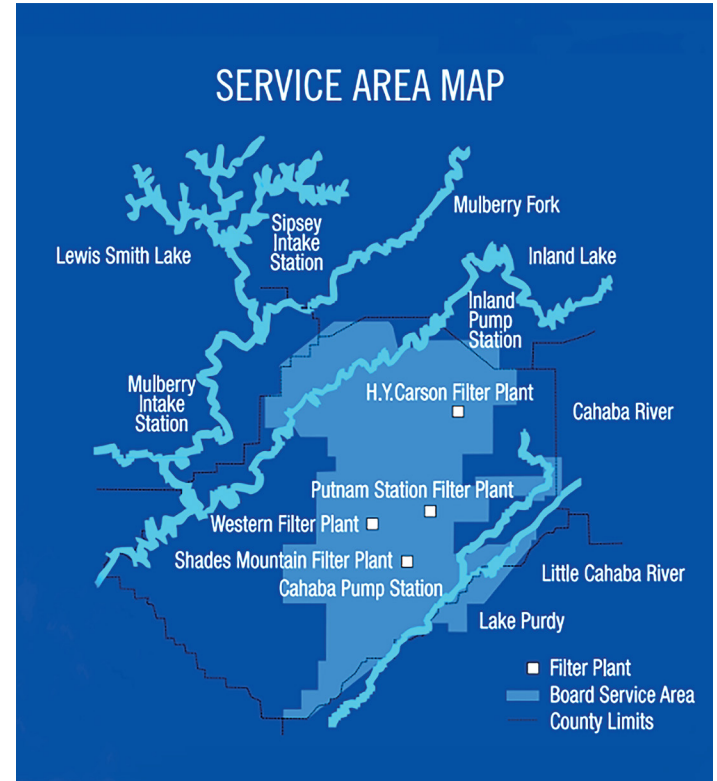 SERVICE AREA MAP
Mulberry Fork
Sipsey
Intake
Station
Lewis Smith Lake
Inland Lake
Inland
Pump
Station
Mulberry
Intake
Station
H.Y.Carson Filter Plant
Cahaba River
Putnam Station Filter Plant
Western Filter Plant
Shades Mountain Filter Plant
Cahaba Pump Station
Little Cahaba River
Lake Purdy
Filter Plant
Board Service Area
County Limits